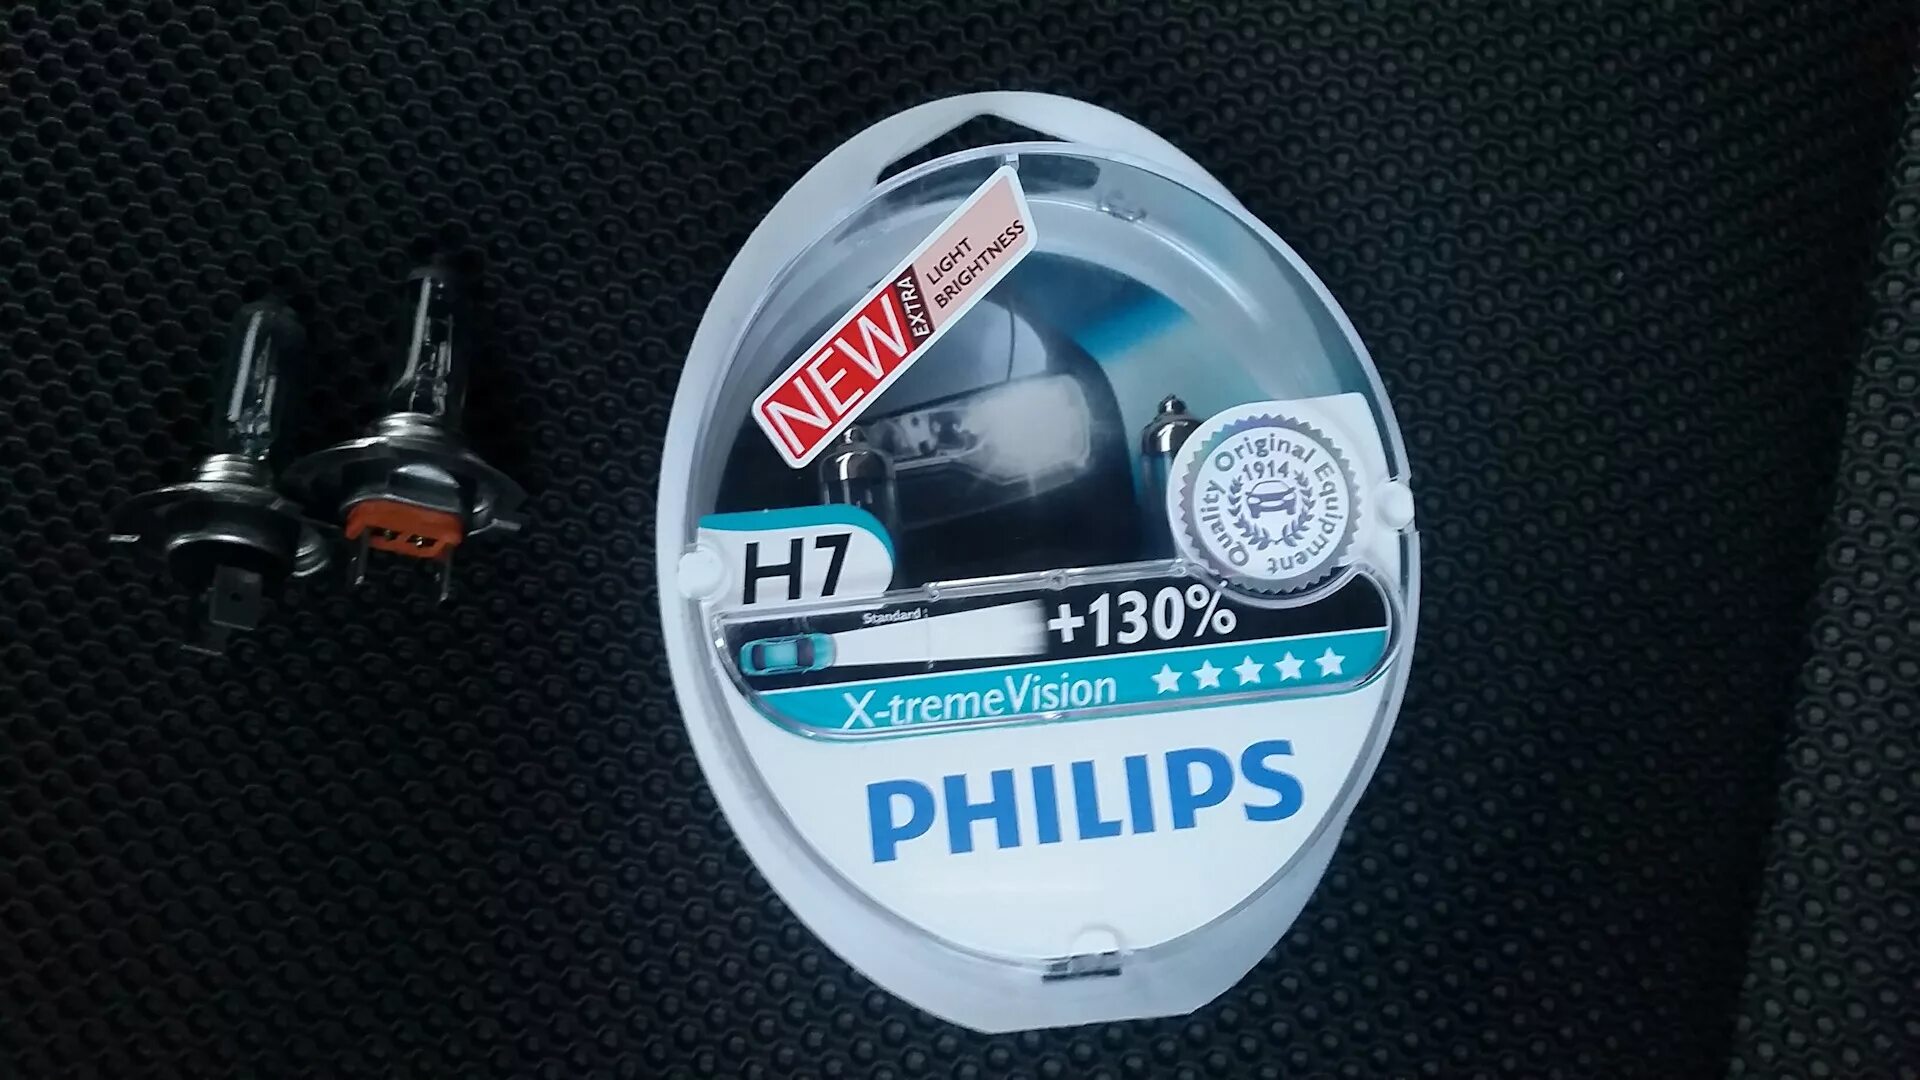 NEW EXTRA LIGHT
BRIGHTNESS
Quality Original Equipment
1914
H7
Standard
+130%
X-tremeVision
PHILIPS